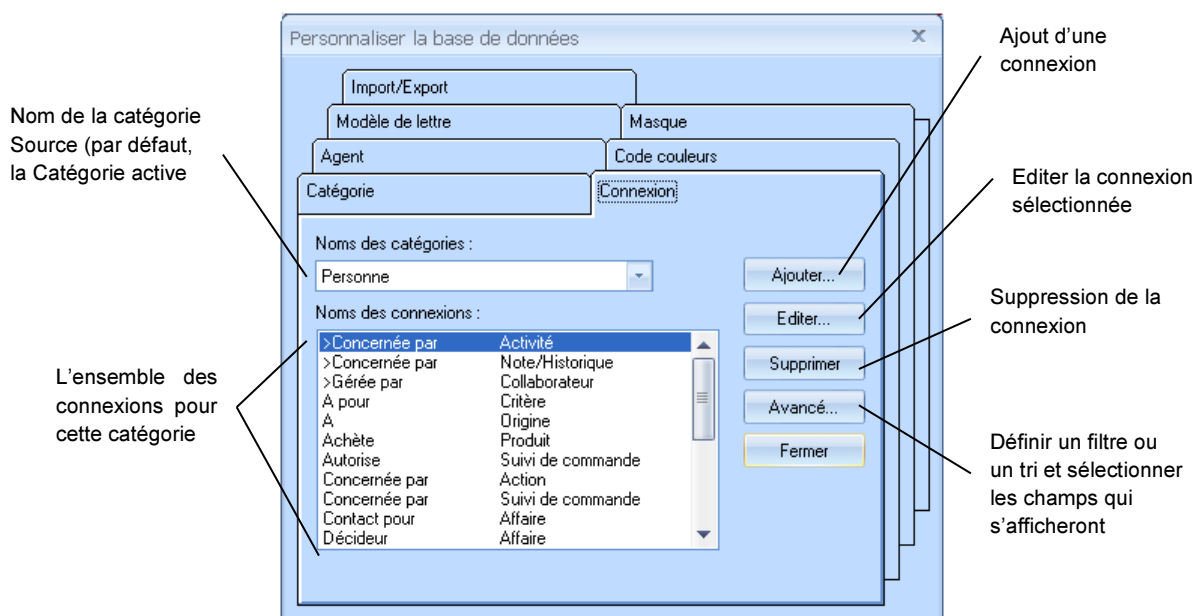 Personnaliser la base de données
x
Ajout d'une
connexion
Import/Export
Nom de la catégorie
Source (par défaut,
la Catégorie active
Modèle de lettre
Masque
Agent
Code couleurs
Catégorie
Connexion
Editer la connexion
sélectionnée
Noms des catégories :
Personne
Ajouter...
Noms des connexions :
Editer...
Suppression de la
connexion
>Concernée par Activité
>Concernée par Note/Historique
>Gérée par Collaborateur
A pour Critère
A Origine
Achète Produit
Autorise Suivi de commande
Concernée par Action
Concernée par Suivi de commande
Contact pour Affaire
Décideur Affaire
Supprimer
Avancé...
Fermer
L'ensemble des
connexions pour
cette catégorie
Définir un filtre ou
un tri et sélectionner
les champs qui
s'afficheront